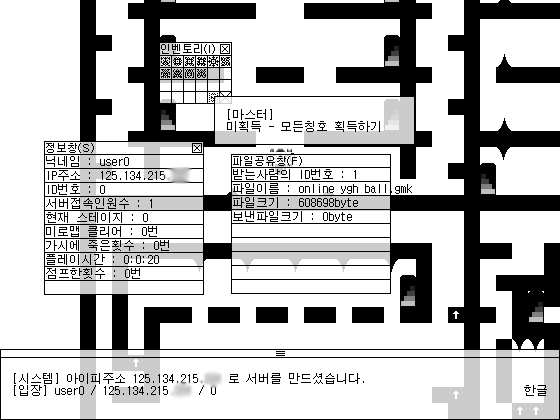 인벤토리(I)
[마스터]
미획득 - 모든칭호 획득하기
정보창(S)
닉네임 : user0
IP주소 : 125.134.215
ID번호 : 0
서버접속인원수 : 1
현재 스테이지 : 0
미로맵 클리어 : 0번
가시에 죽은횟수 : 0번
플레이시간 : 0:0:20
점프한횟수 : 0번
파일공유창(F)
받는사람의 ID번호 : 1
파일이름 : online ygh ball.gmk
파일크기 : 608698byte
보낸파일크기 : 0byte
[시스템] 아이피주소 125.134.215. 로 서버를 만드셨습니다.
[입장] user0 / 125.134.215. / 0
한글